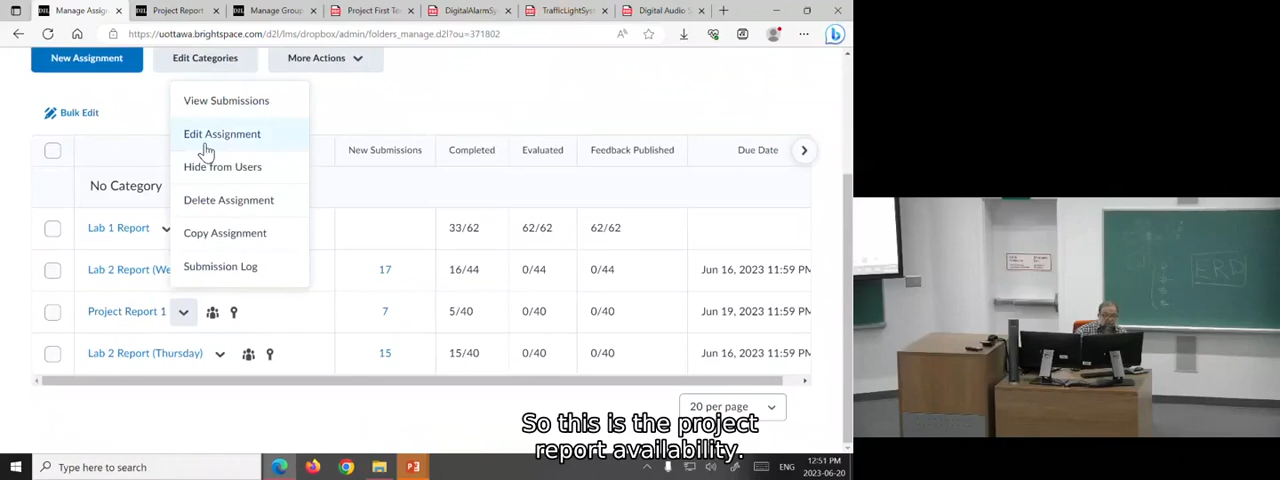 Manage Assig
Project Report
Manage Group
Project First Te
DigitalAlarmSy
TrafficLightSys
Digital Audio S
https://uottawa.brightspace.com/d2l/lms/dropbox/admin/folders_manage.d2l?ou=371802
New Assignment
Edit Categories
More Actions
View Submissions
Bulk Edit
Edit Assignment
New Submissions
Completed
Evaluated
Feedback Published
Due Date
Hide from Users
No Category
Delete Assignment
Lab 1 Report
33/62
62/62
62/62
Copy Assignment
Lab 2 Report (We
17
16/44
0/44
0/44
Jun 16, 2023 11:59 PM
Submission Log
Project Report 1
7
5/40
0/40
0/40
Jun 19, 2023 11:59 PM
Lab 2 Report (Thursday)
15
15/40
0/40
0/40
Jun 16, 2023 11:59 PM
20 per page
So this is the project
report availability.
Type here to search
ENG
12:51 PM
2023-06-20
ERD